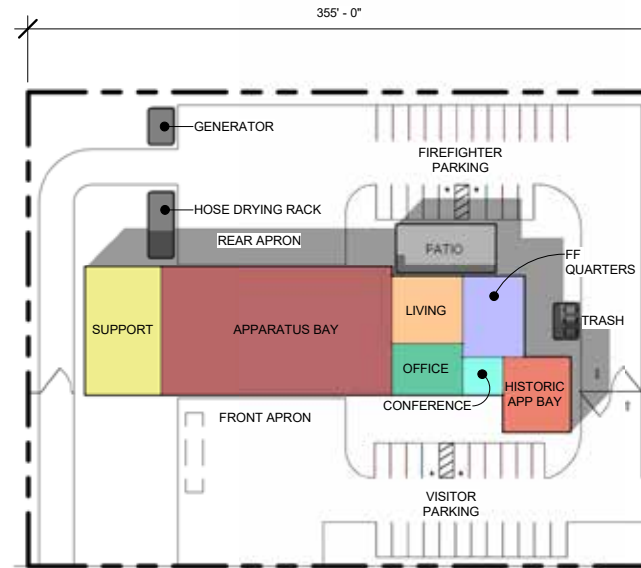 355' - 0"
GENERATOR
FIREFIGHTER
PARKING
HOSE DRYING RACK
REAR APRON
PATIO
FF
QUARTERS
SUPPORT
APPARATUS BAY
LIVING
TRASH
OFFICE
HISTORIC
APP BAY
CONFERENCE
FRONT APRON
VISITOR
PARKING